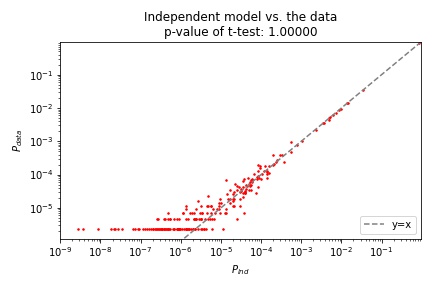 Independent model vs. the data
p-value of t-test: 1.00000
P_data
10^-1
10^-2
10^-3
10^-4
10^-5
y=x
10^-9 10^-8 10^-7 10^-6 10^-5 10^-4 10^-3 10^-2 10^-1
P_ind